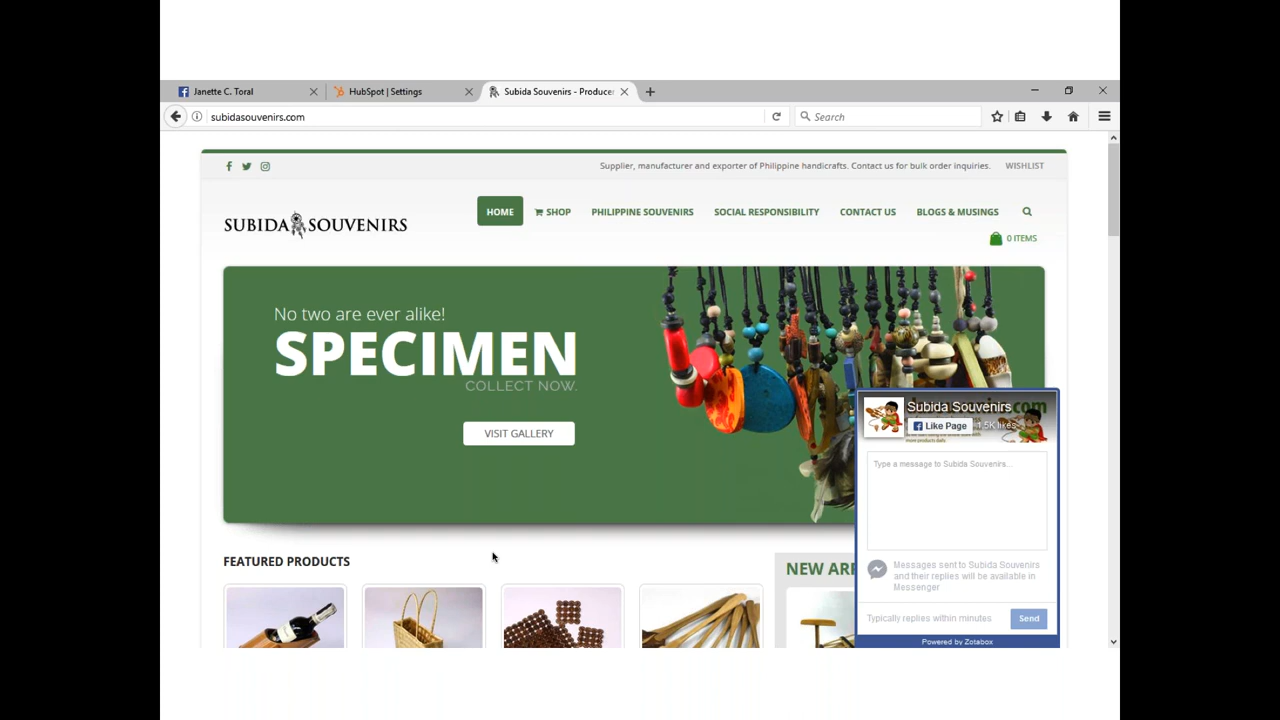 Janette C. Toral
HubSpot | Settings
Subida Souvenirs - Producer
subidasouvenirs.com
Search
Supplier, manufacturer and exporter of Philippine handicrafts. Contact us for bulk order inquiries.
WISHLIST
SUBIDA SOUVENIRS
HOME
SHOP
PHILIPPINE SOUVENIRS
SOCIAL RESPONSIBILITY
CONTACT US
BLOGS & MUSINGS
0 ITEMS
No two are ever alike!
SPECIMEN
COLLECT NOW.
VISIT GALLERY
Subida Souvenirs
.com
Like Page
1.5K likes
Type a message to Subida Souvenirs...
Messages sent to Subida Souvenirs
and their replies will be available in
Messenger
Typically replies within minutes
Send
Powered by Zotabox
FEATURED PRODUCTS
NEW ARR